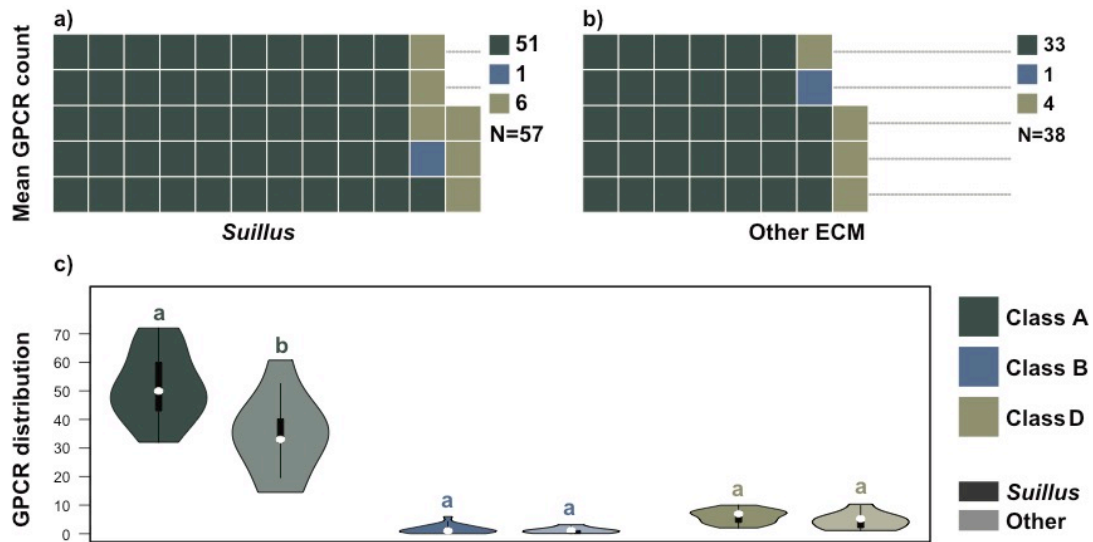 a)
Mean GPCR count
51
1
6
N=57
Suillus
b)
33
1
4
N=38
Other ECM
c)
GPCR distribution
70
60
50
40
30
20
10
0
a
b
a
a
a
a
Class A
Class B
Class D
Suillus
Other